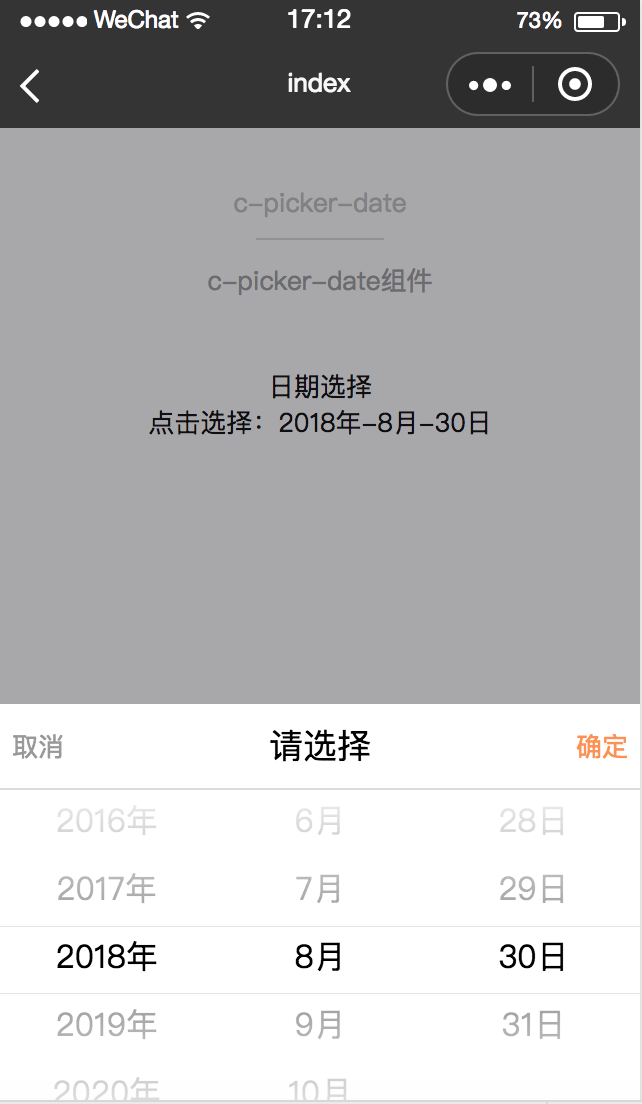 WeChat 17:12 73%
index
c-picker-date
c-picker-date组件
日期选择
点击选择：2018年-8月-30日
取消 请选择 确定
2016年 6月 28日
2017年 7月 29日
2018年 8月 30日
2019年 9月 31日
2020年 10月